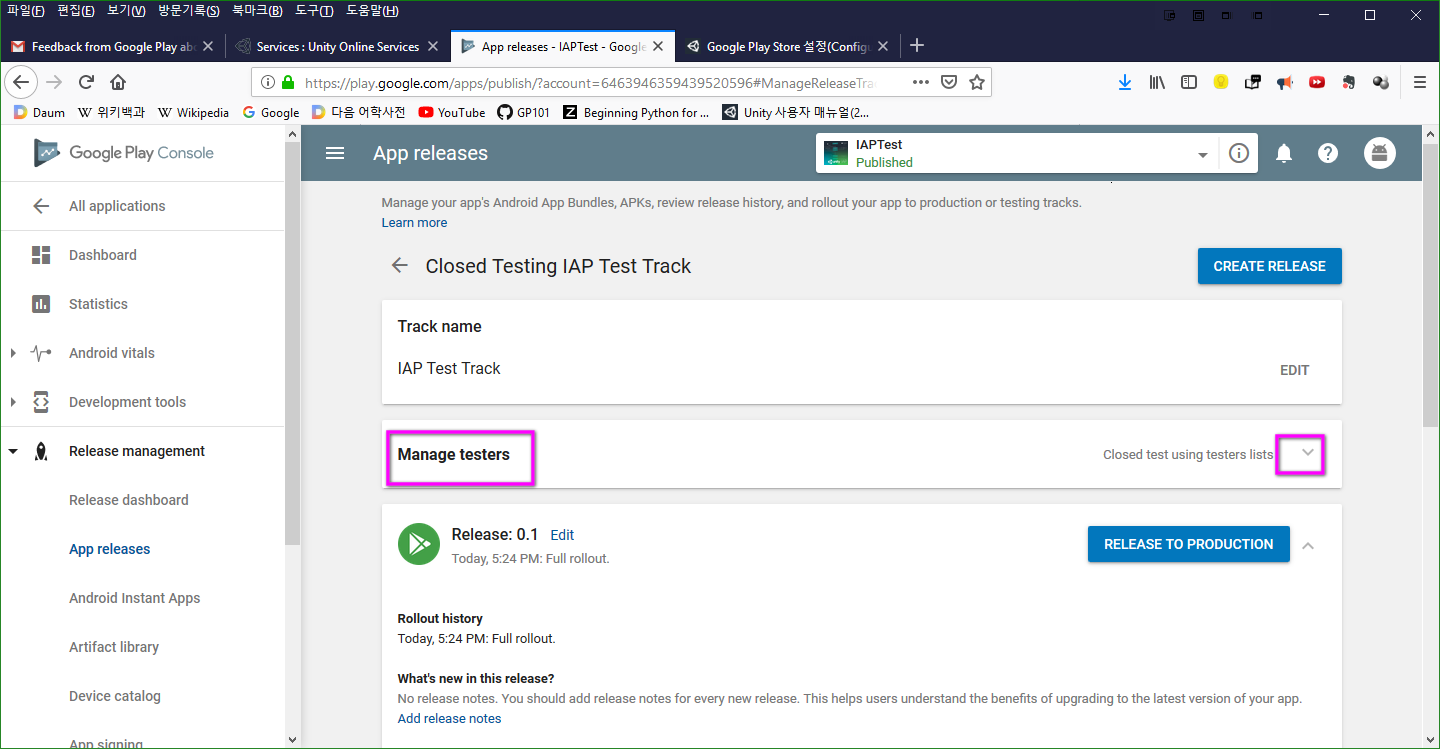 파일(F) 편집(E) 보기(V) 방문기록(S) 북마크(B) 도구(T) 도움말(H)
Feedback from Google Play ab
Services : Unity Online Services
App releases - IAPTest - Google
Google Play Store 설정(Config
https://play.google.com/apps/publish/?account=6463946359439520596#ManageReleaseTra
Daum 위키백과 Wikipedia Google 다음 어학사전 YouTube GP101 Beginning Python for ... Unity 사용자 매뉴얼(2...
Google Play Console
App releases
IAPTest
Published
All applications
Dashboard
Statistics
Android vitals
Development tools
Release management
Release dashboard
App releases
Android Instant Apps
Artifact library
Device catalog
App signing
Manage your app's Android App Bundles, APKs, review release history, and rollout your app to production or testing tracks.
Learn more
Closed Testing IAP Test Track
CREATE RELEASE
Track name
IAP Test Track
EDIT
Manage testers
Closed test using testers lists
Release: 0.1 Edit
Today, 5:24 PM: Full rollout.
RELEASE TO PRODUCTION
Rollout history
Today, 5:24 PM: Full rollout.
What's new in this release?
No release notes. You should add release notes for every new release. This helps users understand the benefits of upgrading to the latest version of your app.
Add release notes